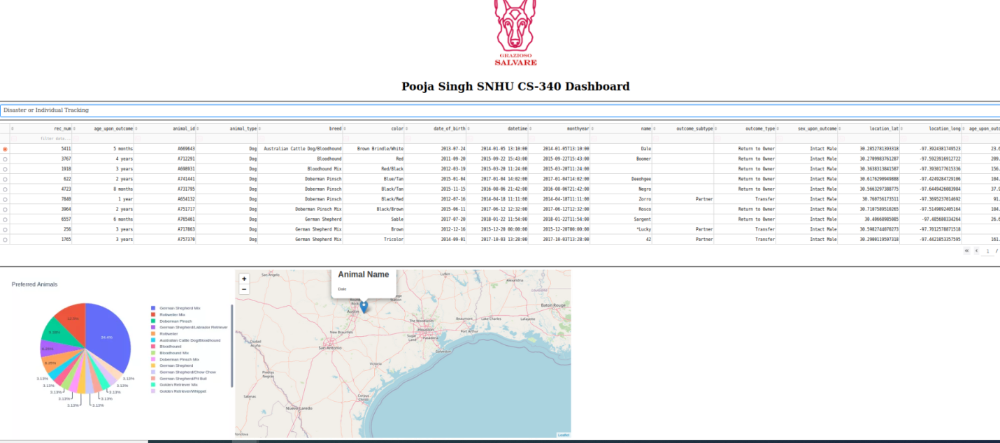 GRAZIOSO
SALVARE
Pooja Singh SNHU CS-340 Dashboard
Disaster or Individual Tracking
rec_num age_upon_outcome animal_id animal_type breed color date_of_birth datetime monthyear name outcome_subtype outcome_type sex_upon_outcome location_lat location_long age_upon_outc
filter data...
5411 5 months A669643 Dog Australian Cattle Dog/Bloodhound Brown Brindle/White 2013-07-24 2014-01-05 13:10:00 2014-01-05T13:10:00 Dale Return to Owner Intact Male 30.2852781393318 -97.3924381749523 23.6
3767 4 years A712291 Dog Bloodhound Red 2011-09-20 2015-09-22 15:43:00 2015-09-22T15:43:00 Boomer Return to Owner Intact Male 30.2709983761287 -97.5923916912722 209.
1918 3 years A698931 Dog Bloodhound Mix Red/Black 2012-03-19 2015-03-20 11:24:00 2015-03-20T11:24:00 Return to Owner Intact Male 30.3638313841587 -97.3930177615336 156.
622 2 years A741441 Dog Doberman Pinsch Blue/Tan 2015-01-04 2017-01-04 14:02:00 2017-01-04T14:02:00 Deeohgee Return to Owner Intact Male 30.6176290949888 -97.4249284729106 104.
4723 8 months A731795 Dog Doberman Pinsch Black/Tan 2015-11-15 2016-08-06 21:42:00 2016-08-06T21:42:00 Negro Return to Owner Intact Male 30.5663297388775 -97.6449426083984 37.9
7840 1 year A654132 Dog Doberman Pinsch Black/Red 2012-07-16 2014-04-18 11:11:00 2014-04-18T11:11:00 Zorro Partner Transfer Intact Male 30.760756173511 -97.3695237014692 91.
3964 2 years A751717 Dog Doberman Pinsch Mix Black/Brown 2015-06-11 2017-06-12 12:32:00 2017-06-12T12:32:00 Rosco Return to Owner Intact Male 30.7107589510265 -97.5149092405164 104.
6557 6 months A765461 Dog German Shepherd Sable 2017-07-20 2018-01-22 11:54:00 2018-01-22T11:54:00 Sargent Return to Owner Intact Male 30.40660985085 -97.485680334264 26.6
256 3 years A717863 Dog German Shepherd Mix Brown 2012-12-16 2015-12-20 00:00:00 2015-12-20T00:00:00 *Lucky Partner Transfer Intact Male 30.5982744070273 -97.7012578871518
1765 3 years A757370 Dog German Shepherd Mix Tricolor 2014-09-01 2017-10-03 13:28:00 2017-10-03T13:28:00 42 Partner Transfer Intact Male 30.2900119597318 -97.4421053357595 161.
« ‹ 1 /
Preferred Animals
34.4%
12.5%
9.38%
6.25%
6.25%
3.13%
3.13%
3.13%
3.13%
3.13%
3.13%
3.13%
3.13%
3.13%
3.13%
German Shepherd Mix
Rottweiler Mix
Doberman Pinsch
German Shepherd/Labrador Retriever
Rottweiler
Australian Cattle Dog/Bloodhound
Bloodhound
Bloodhound Mix
Doberman Pinsch Mix
German Shepherd
German Shepherd/Chow Chow
German Shepherd/Pit Bull
Golden Retriever Mix
Golden Retriever/Whippet
+
−
Animal Name
Dale
San Angelo
Lufkin
Alexandria
Louisiana
Round Rock
Austin
College Station
Baton Rouge
The Woodlands
Beaumont
Lake Charles
Lafayette
New Braunfels
Houston
Port Arthur
Sugar Land
Pasadena
San Antonio
Galveston
Ciudad Acuña
Victoria
Piedras Negras
Corpus Christi
Sabinas
Nuevo Laredo
Leaflet